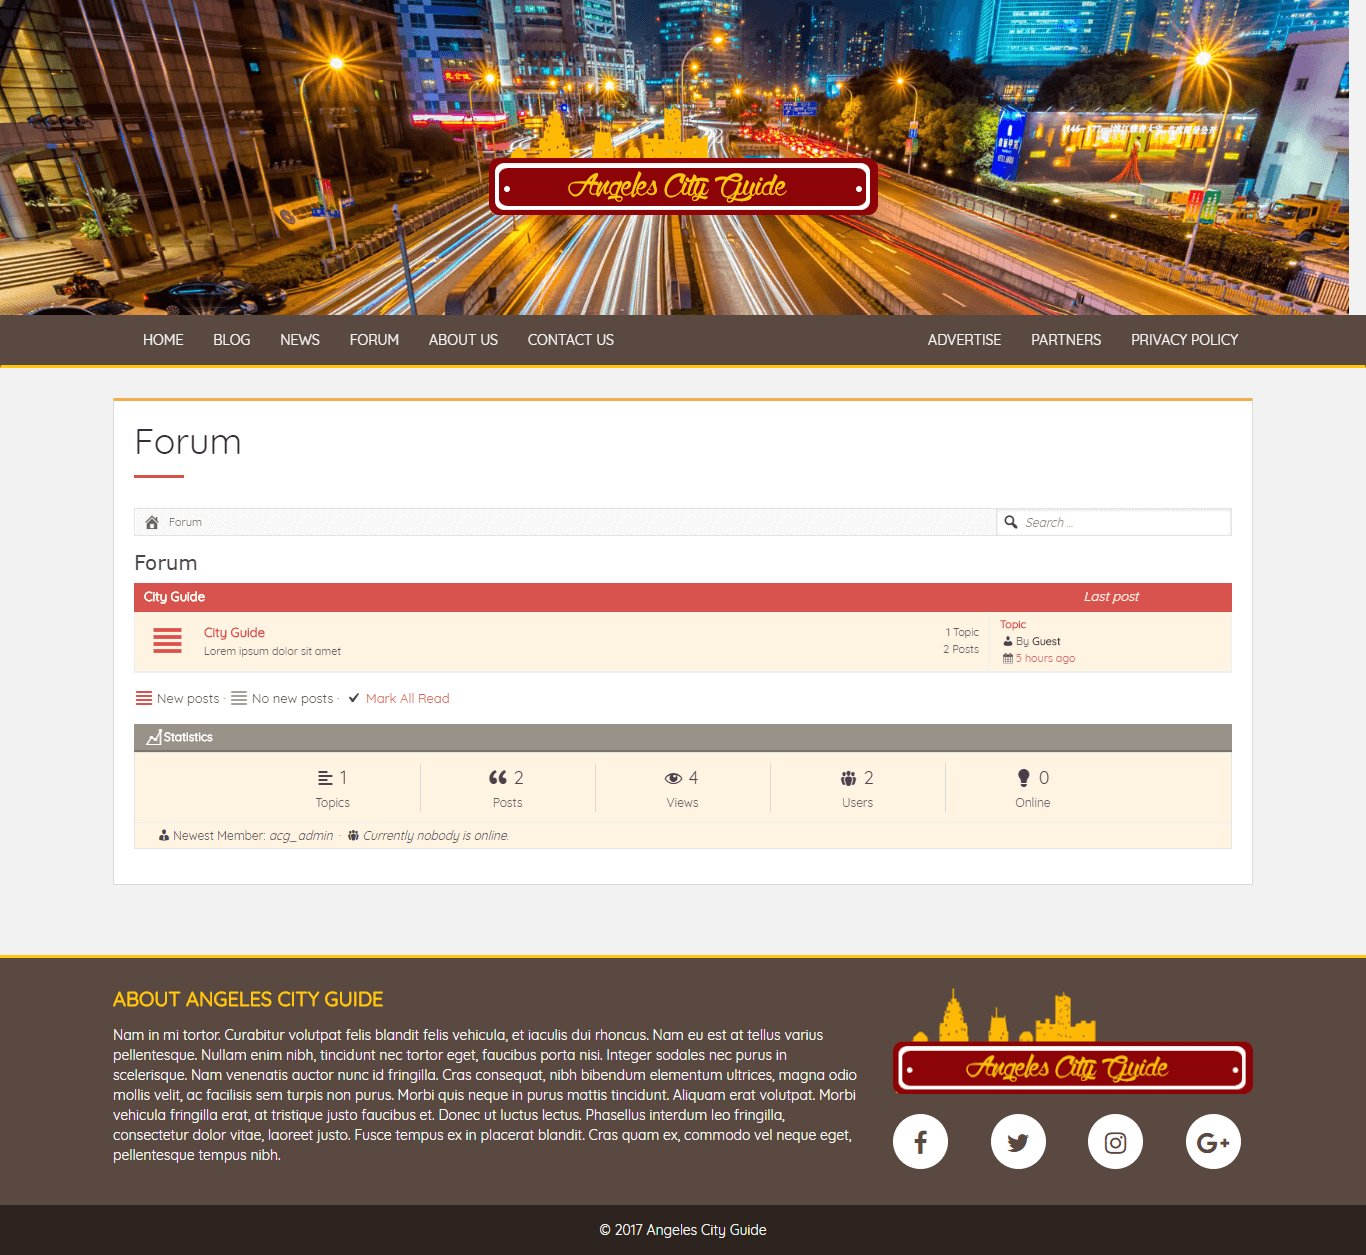 Angeles City Guide
HOME BLOG NEWS FORUM ABOUT US CONTACT US ADVERTISE PARTNERS PRIVACY POLICY
Forum
Forum
Search ...
Forum
City Guide Last post
City Guide
Lorem ipsum dolor sit amet
1 Topic
2 Posts
Topic
By Guest
5 hours ago
New posts · No new posts · Mark All Read
Statistics
1 2 4 2 0
Topics Posts Views Users Online
Newest Member: acg_admin · Currently nobody is online.
ABOUT ANGELES CITY GUIDE
Nam in mi tortor. Curabitur volutpat felis blandit felis vehicula, et iaculis dui rhoncus. Nam eu est at tellus varius
pellentesque. Nullam enim nibh, tincidunt nec tortor eget, faucibus porta nisi. Integer sodales nec purus in
scelerisque. Nam venenatis auctor nunc id fringilla. Cras consequat, nibh bibendum elementum ultrices, magna odio
mollis velit, ac facilisis sem turpis non purus. Morbi quis neque in purus mattis tincidunt. Aliquam erat volutpat. Morbi
vehicula fringilla erat, at tristique justo faucibus et. Donec ut luctus lectus. Phasellus interdum leo fringilla,
consectetur dolor vitae, laoreet justo. Fusce tempus ex in placerat blandit. Cras quam ex, commodo vel neque eget,
pellentesque tempus nibh.
Angeles City Guide
© 2017 Angeles City Guide